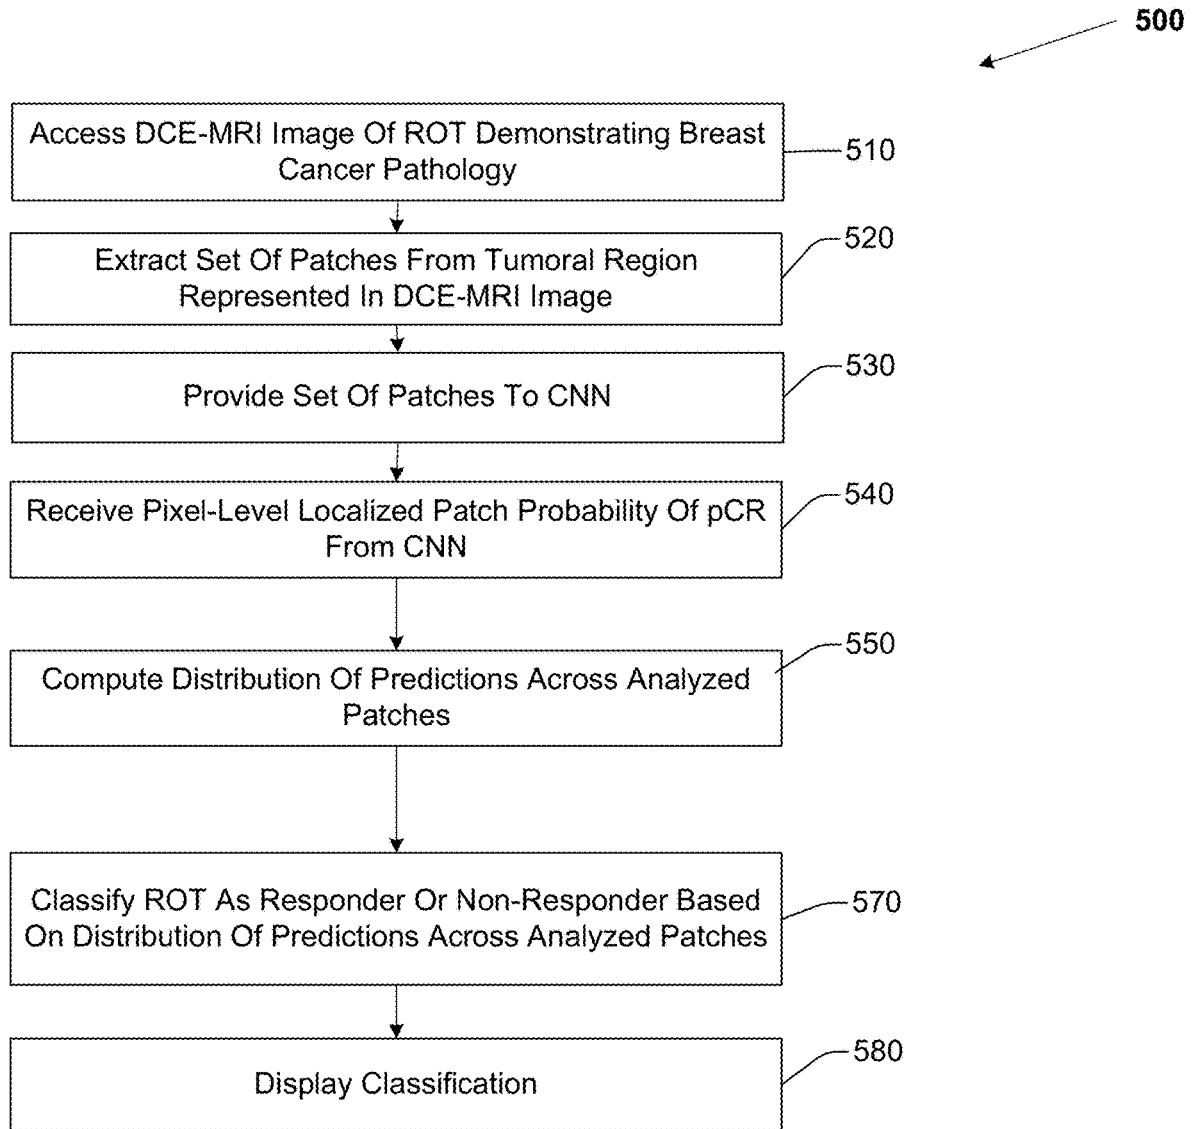 500
Access DCE-MRI Image Of ROT Demonstrating Breast
Cancer Pathology
510
Extract Set Of Patches From Tumoral Region
Represented In DCE-MRI Image
520
Provide Set Of Patches To CNN
530
Receive Pixel-Level Localized Patch Probability Of pCR
From CNN
540
Compute Distribution Of Predictions Across Analyzed
Patches
550
Classify ROT As Responder Or Non-Responder Based
On Distribution Of Predictions Across Analyzed Patches
570
Display Classification
580